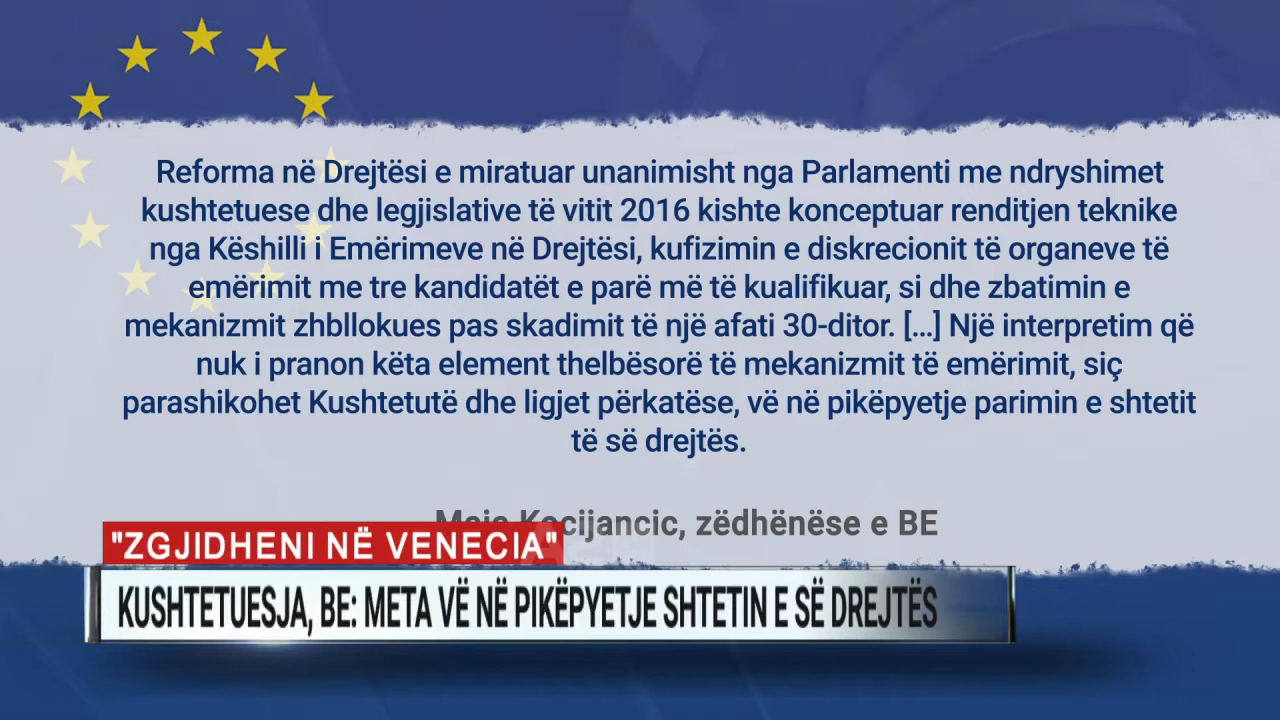 Reforma në Drejtësi e miratuar unanimisht nga Parlamenti me ndryshimet
kushtetuese dhe legjislative të vitit 2016 kishte konceptuar renditjen teknike
nga Këshilli i Emërimeve në Drejtësi, kufizimin e diskrecionit të organeve të
emërimit me tre kandidatët e parë më të kualifikuar, si dhe zbatimin e
mekanizmit zhbllokues pas skadimit të një afati 30-ditor. [...] Një interpretim që
nuk i pranon këta element thelbësorë të mekanizmit të emërimit, siç
parashikohet Kushtetutë dhe ligjet përkatëse, vë në pikëpyetje parimin e shtetit
të së drejtës.
Maja Kocijancic, zëdhënëse e BE
"ZGJIDHENI NË VENECIA"
KUSHTETUESJA, BE: META VË NË PIKËPYETJE SHTETIN E SË DREJTËS